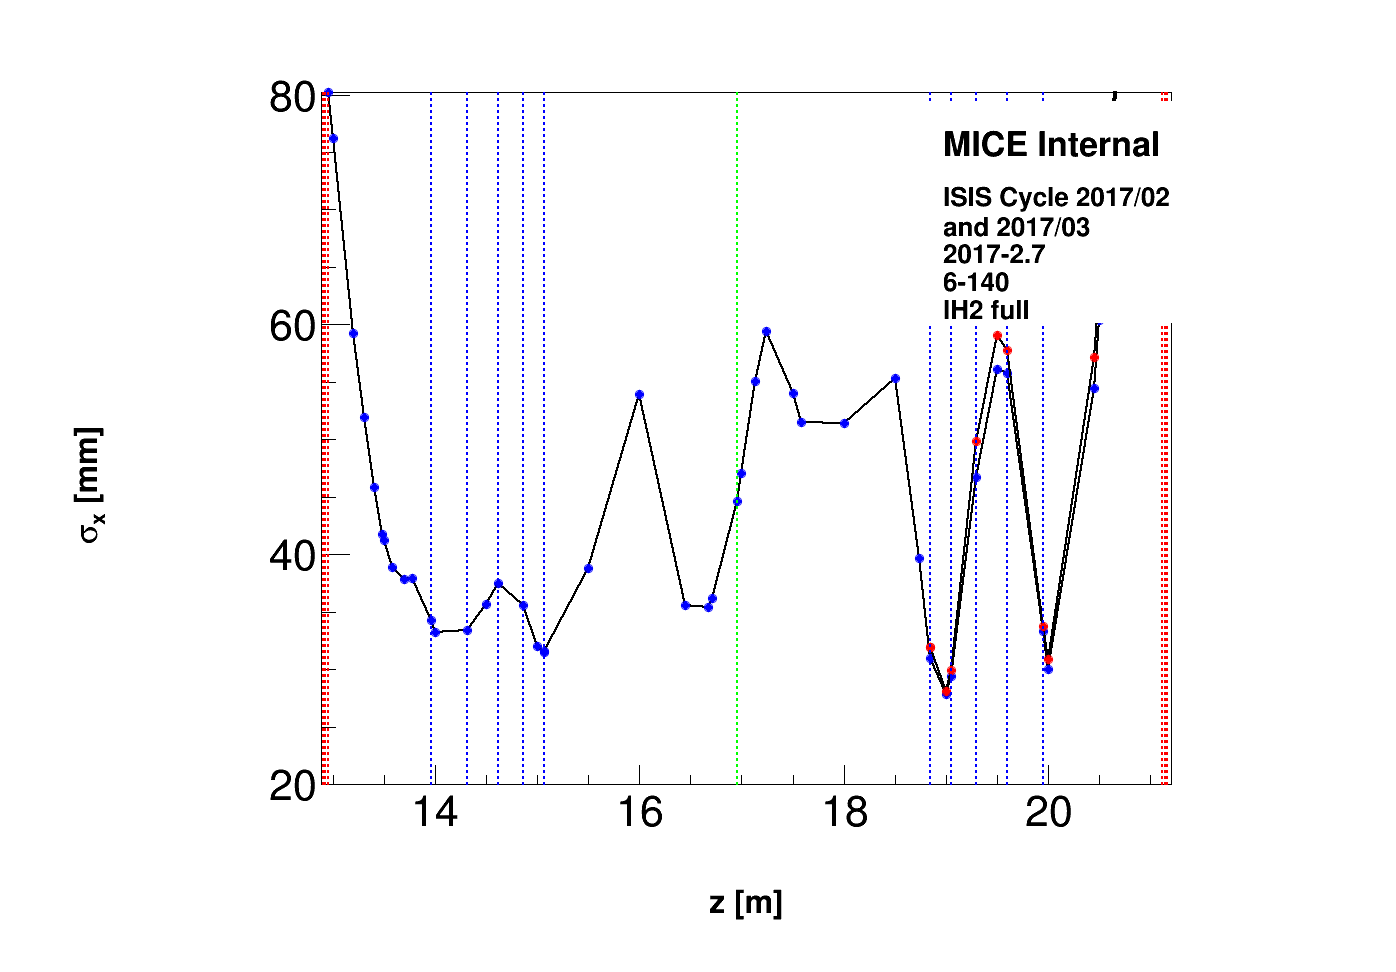 80
60
40
20
14
16
18
20
σx [mm]
z [m]
MICE Internal
ISIS Cycle 2017/02
and 2017/03
2017-2.7
6-140
lH2 full